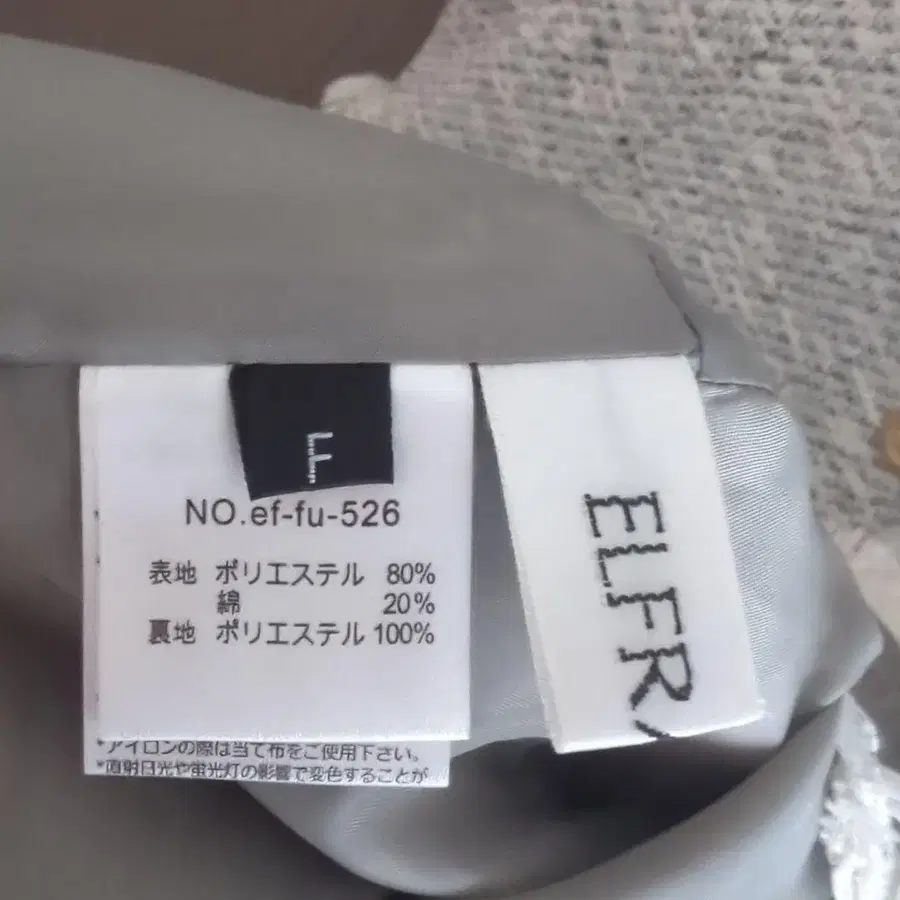 L
NO.ef-fu-526
表地 ポリエステル 80%
綿 20%
裏地 ポリエステル 100%
*アイロンの際は当て布をご使用下さい。
*直射日光や蛍光灯の影響で変色することが
ELFR